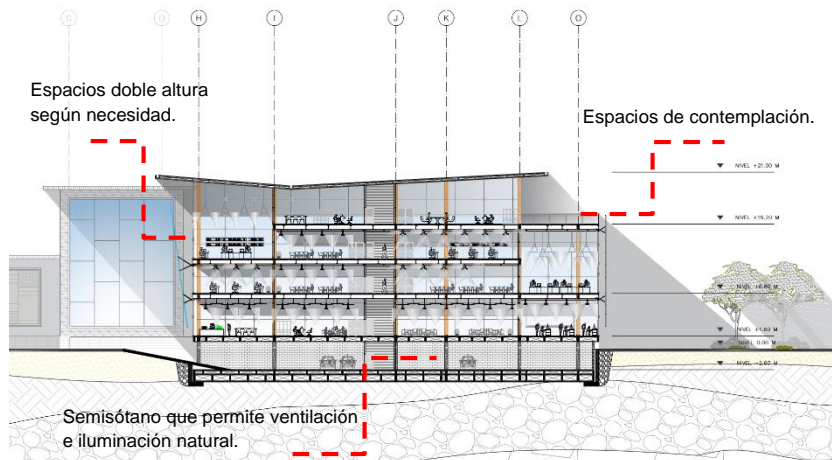 C D H I J K L O
Espacios doble altura
según necesidad.
Espacios de contemplación.
NIVEL +21.00 M
NIVEL +15.20 M
NIVEL +1.60 M
NIVEL 0.00 M
NIVEL -2.60 M
Semisótano que permite ventilación
e iluminación natural.